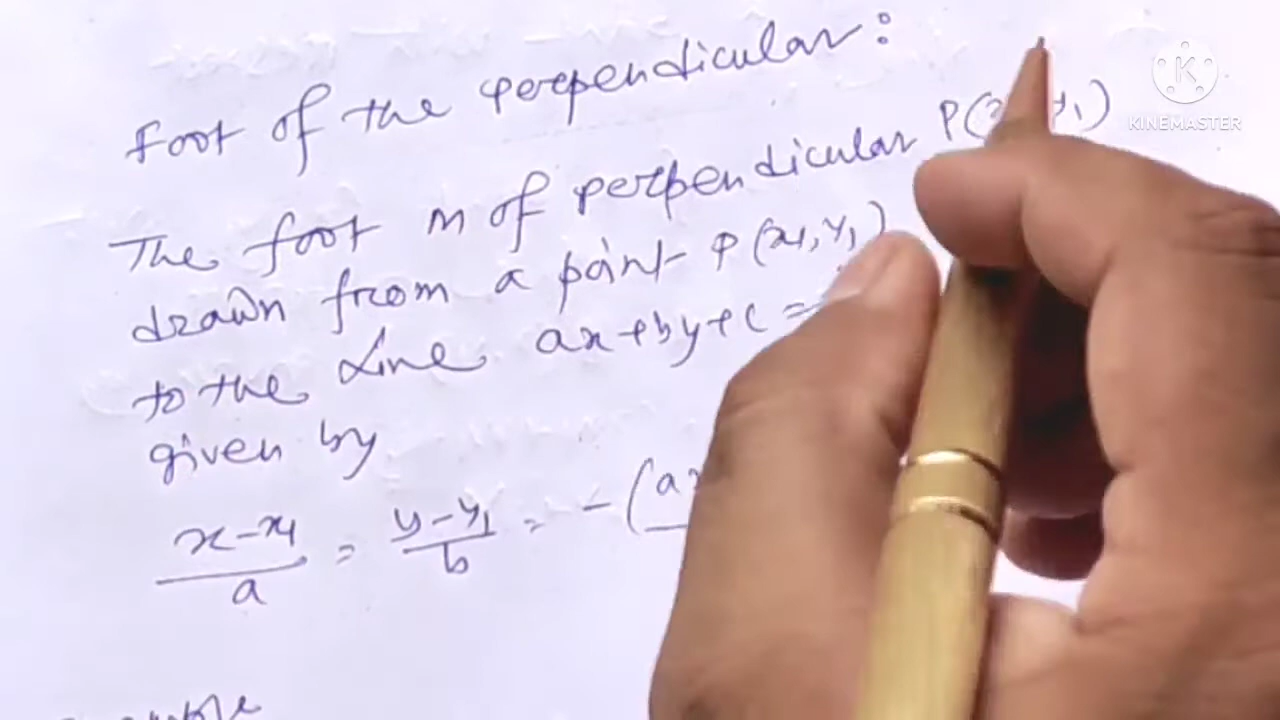 Foot of the perpendicular:
P( y₁)
The foot M of perpendicular
drawn from a point P(x₁, y₁)
to the line ax+by+c =
given by
x-x₁/a = y-y₁/b = -(a
KINEMASTER